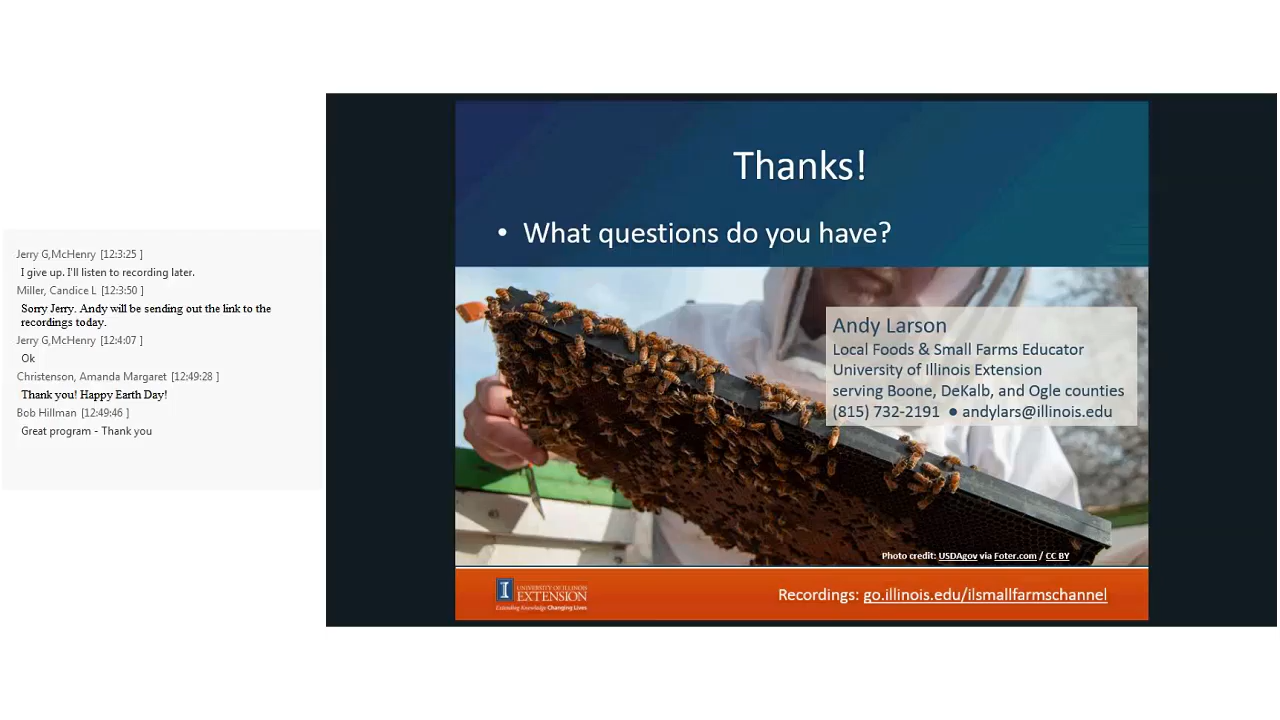 Jerry G,McHenry [12:3:25 ]
I give up. I'll listen to recording later.
Miller, Candice L [12:3:50 ]
Sorry Jerry. Andy will be sending out the link to the
recordings today.
Jerry G,McHenry [12:4:07 ]
Ok
Christenson, Amanda Margaret [12:49:28 ]
Thank you! Happy Earth Day!
Bob Hillman [12:49:46 ]
Great program - Thank you
Thanks!
• What questions do you have?
Andy Larson
Local Foods & Small Farms Educator
University of Illinois Extension
serving Boone, DeKalb, and Ogle counties
(815) 732-2191 ● andylars@illinois.edu
Photo credit: USDAgov via Foter.com / CC BY
I UNIVERSITY OF ILLINOIS
EXTENSION
Extending Knowledge Changing Lives
Recordings: go.illinois.edu/ilsmallfarmschannel